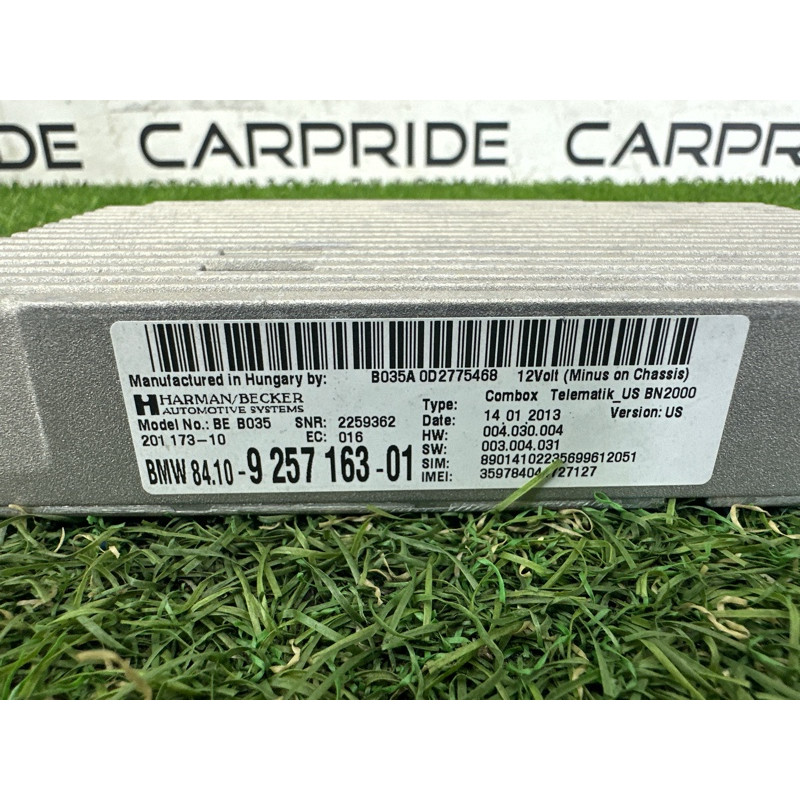 DE CARPRIDE CARPRID
Manufactured in Hungary by: B035A 0D2775468 12Volt (Minus on Chassis)
HARMAN/BECKER
AUTOMOTIVE SYSTEMS
Model No.: BE B035 SNR: 2259362
201 173-10 EC: 016
BMW 84.10 - 9 257 163 - 01
Type: Combox Telematik_US BN2000
Date: 14 01 2013 Version: US
HW: 004.030.004
SW: 003.004.031
SIM: 89014102235699612051
IMEI: